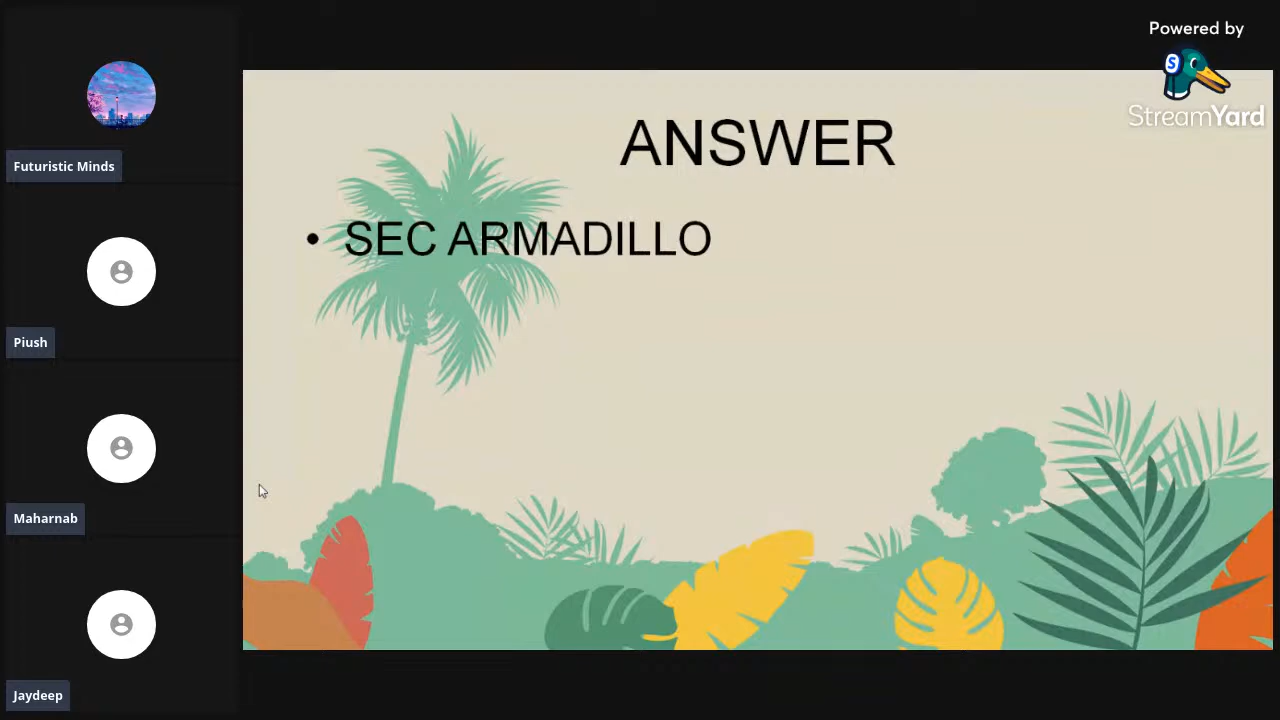 Powered by
StreamYard
Futuristic Minds
Piush
Maharnab
Jaydeep
ANSWER
• SEC ARMADILLO